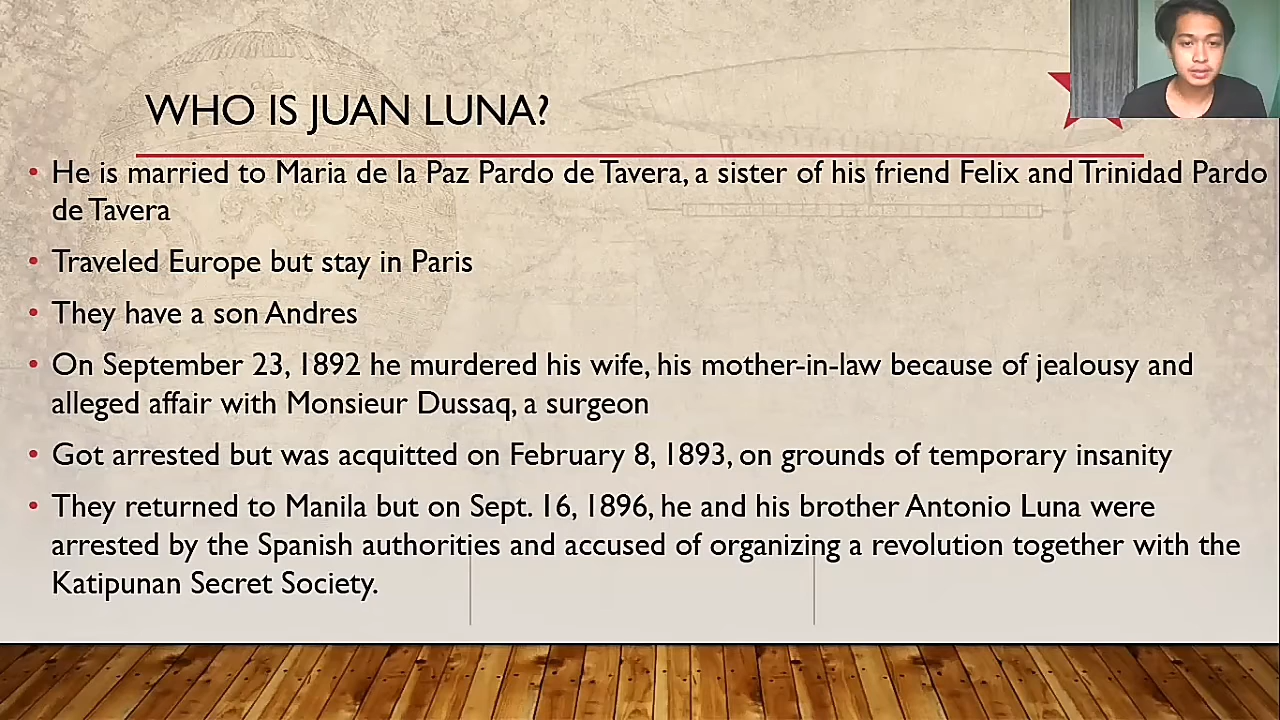 WHO IS JUAN LUNA?
• He is married to Maria de la Paz Pardo de Tavera, a sister of his friend Felix and Trinidad Pardo
de Tavera
• Traveled Europe but stay in Paris
• They have a son Andres
• On September 23, 1892 he murdered his wife, his mother-in-law because of jealousy and
alleged affair with Monsieur Dussaq, a surgeon
• Got arrested but was acquitted on February 8, 1893, on grounds of temporary insanity
• They returned to Manila but on Sept. 16, 1896, he and his brother Antonio Luna were
arrested by the Spanish authorities and accused of organizing a revolution together with the
Katipunan Secret Society.